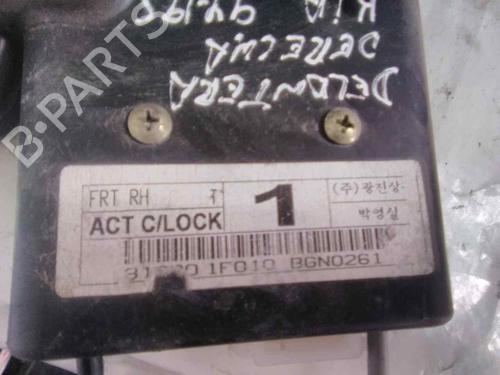 DELANTERA
DERECHA
KIA
B-PARTS
FRT RH
1
(주)광진상
ACT C/LOCK
박영실
1F010 BGN0261